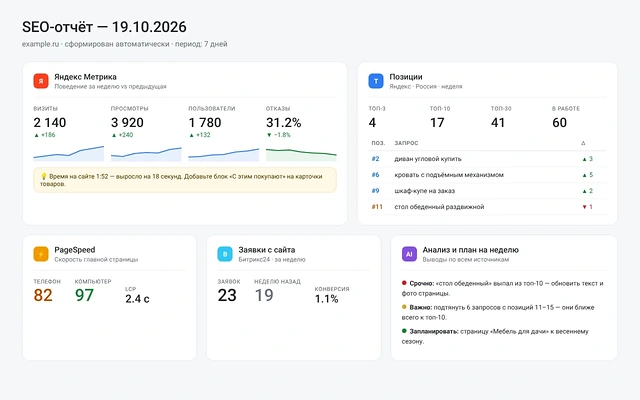 SEO-отчёт — 19.10.2026
example.ru · сформирован автоматически · период: 7 дней
Я
Яндекс Метрика
Поведение за неделю vs предыдущая
ВИЗИТЫ
2 140
▲ +186
ПРОСМОТРЫ
3 920
▲ +240
ПОЛЬЗОВАТЕЛИ
1 780
▲ +132
ОТКАЗЫ
31.2%
▼ −1.8%
💡 Время на сайте 1:52 — выросло на 18 секунд. Добавьте блок «С этим покупают» на карточки
товаров.
Т
Позиции
Яндекс · Россия · неделя
ТОП-3
4
ТОП-10
17
ТОП-30
41
В РАБОТЕ
60
ПОЗ. ЗАПРОС Δ
#2 диван угловой купить ▲ 3
#6 кровать с подъёмным механизмом ▲ 5
#9 шкаф-купе на заказ ▲ 2
#11 стол обеденный раздвижной ▼ 1
⚡
PageSpeed
Скорость главной страницы
ТЕЛЕФОН
82
КОМПЬЮТЕР
97
LCP
2.4 с
B
Заявки с сайта
Битрикс24 · за неделю
ЗАЯВОК
23
НЕДЕЛЮ НАЗАД
19
КОНВЕРСИЯ
1.1%
AI
Анализ и план на неделю
Выводы по всем источникам
Срочно: «стол обеденный» выпал из топ-10 — обновить текст и
фото страницы.
Важно: подтянуть 6 запросов с позиций 11–15 — они ближе
всего к топ-10.
Запланировать: страницу «Мебель для дачи» к весеннему
сезону.